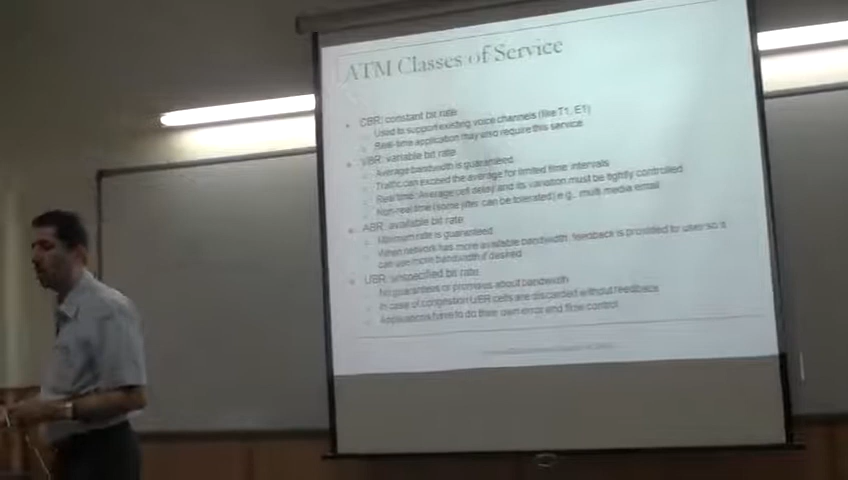 ATM Classes of Service
CBR: constant bit rate
Used to support existing voice channels (like T1, E1)
Real-time application may also require this service
VBR: variable bit rate
Average bandwidth is guaranteed
Traffic can exceed the average for limited time intervals
Real time: Average cell delay and its variation must be tightly controlled
Non-real time (some jitter can be tolerated) e.g., multi media email
ABR: available bit rate
Minimum rate is guaranteed
When network has more available bandwidth, feedback is provided to user so it
can use more bandwidth if desired
UBR: unspecified bit rate
No guarantees or promises about bandwidth
In case of congestion UBR cells are discarded without feedback
Applications have to do their own error and flow control